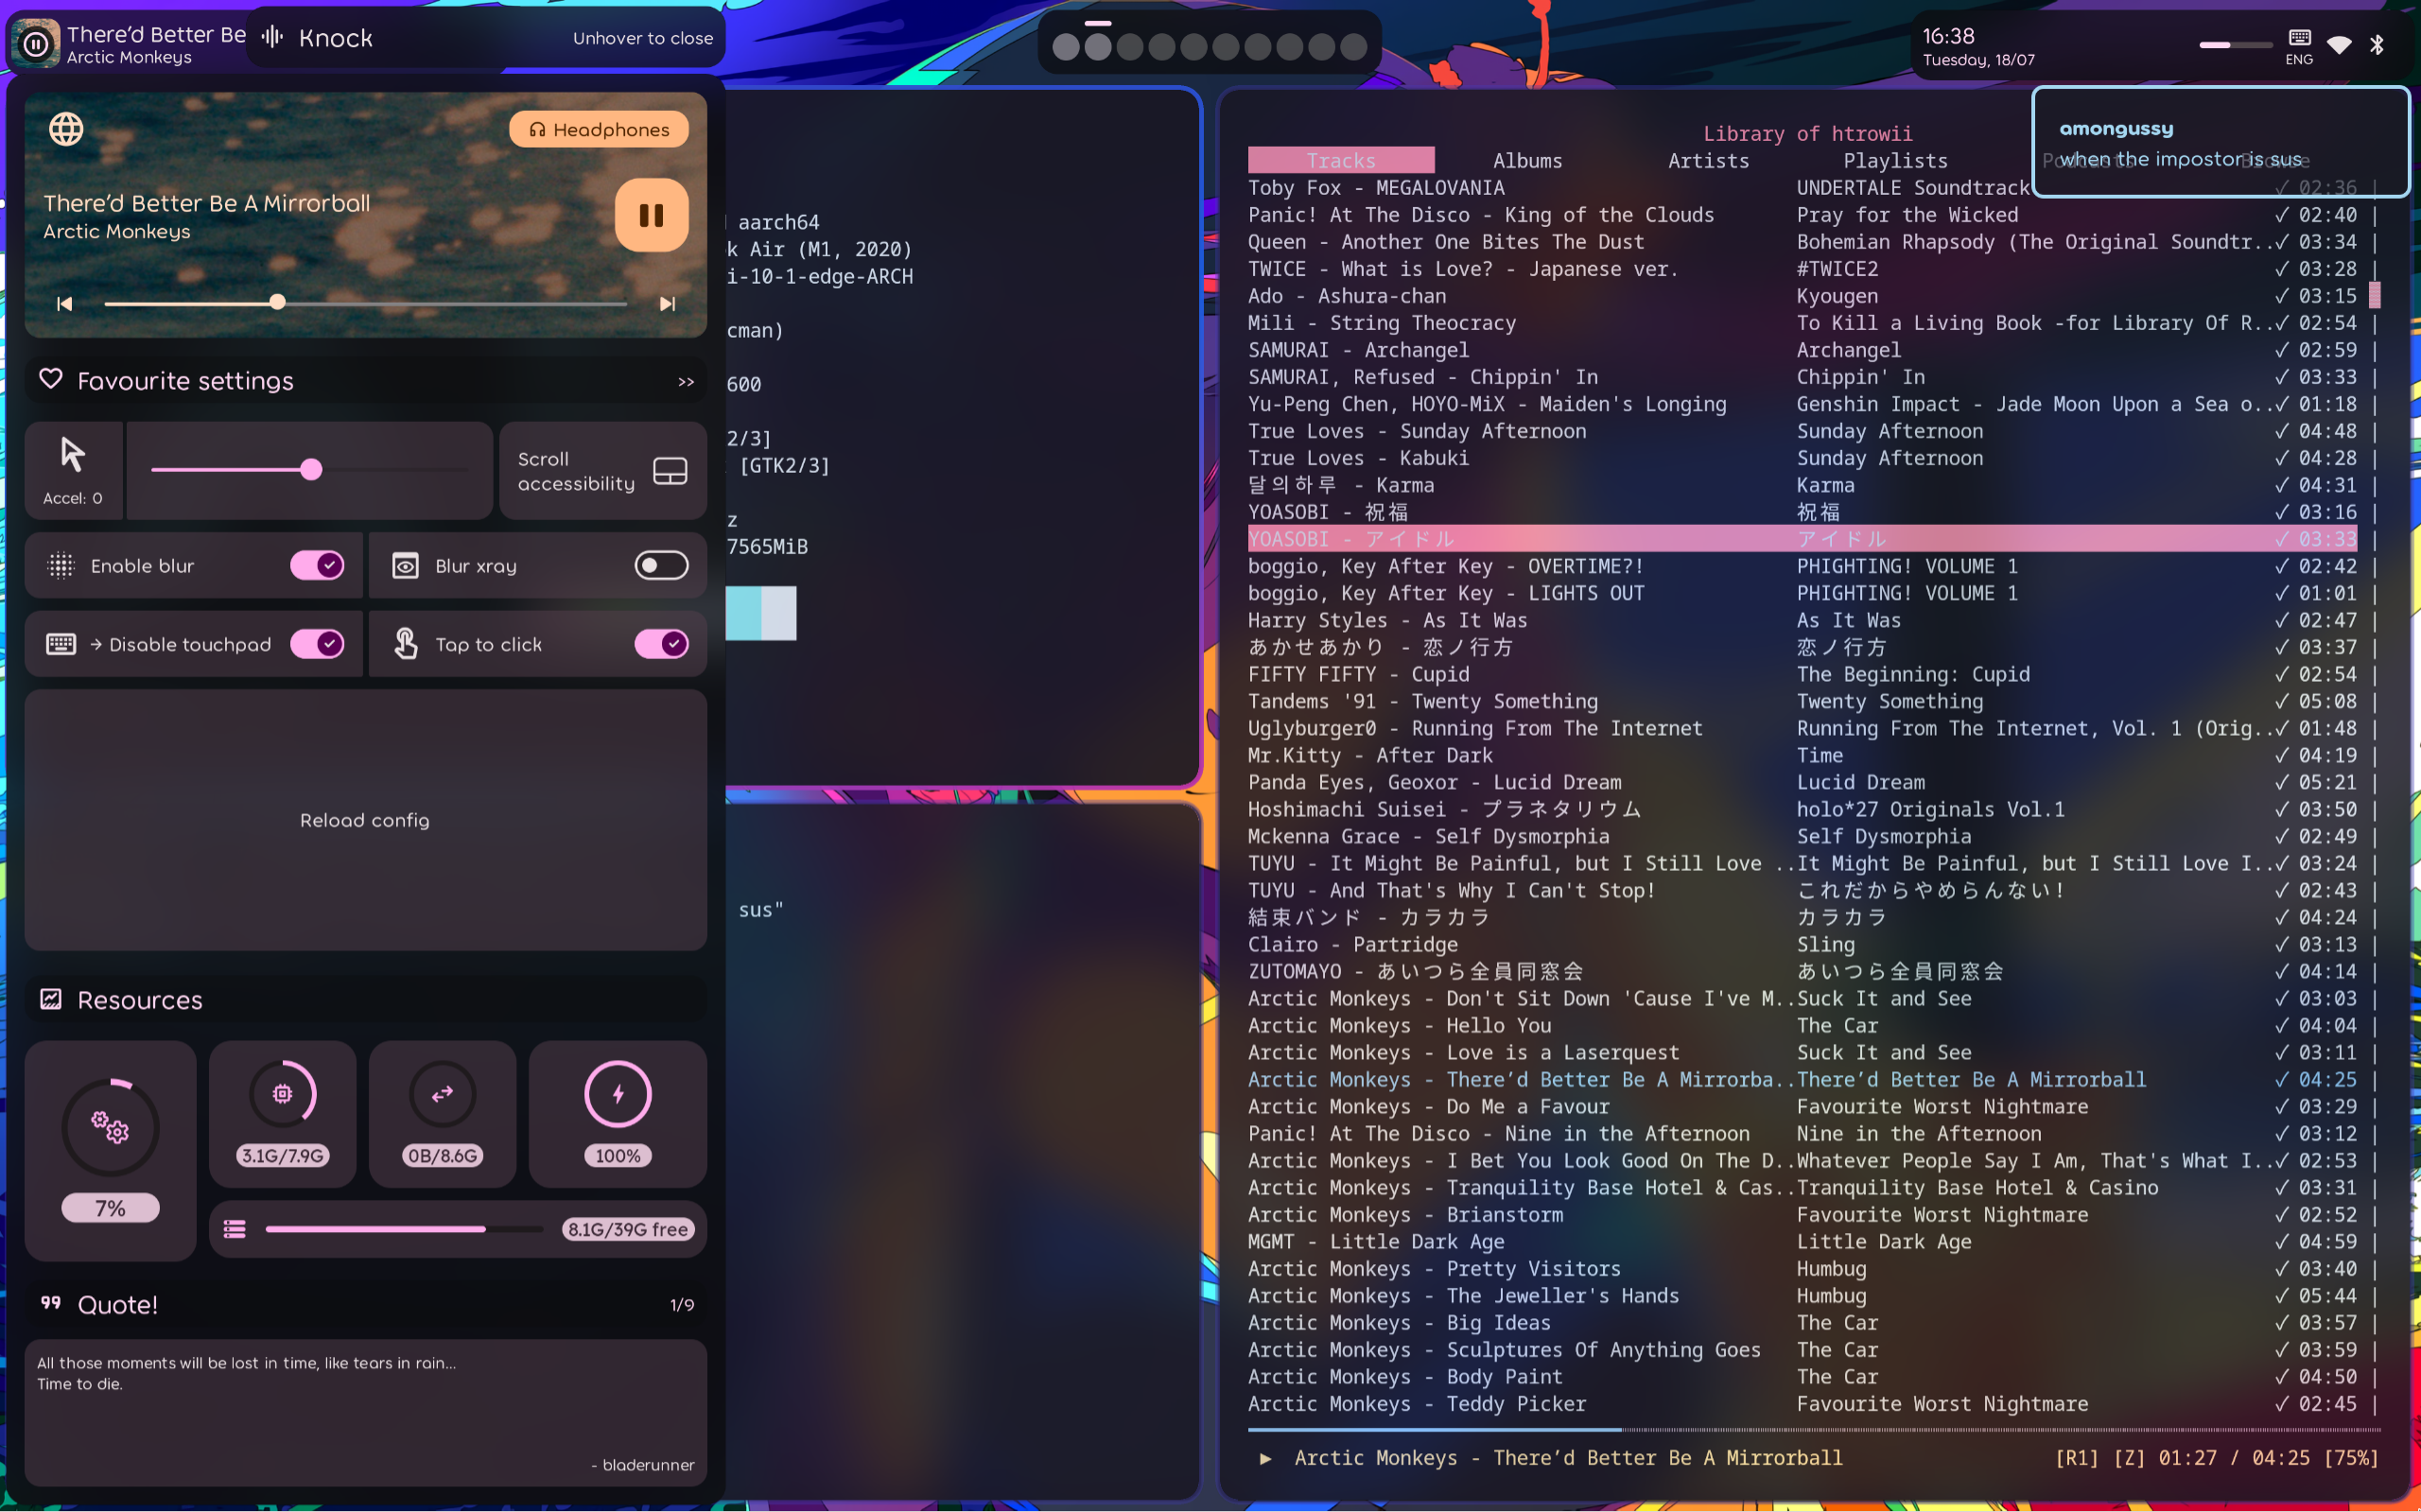 There’d Better Be
Arctic Monkeys
Knock
Unhover to close
16:38
Tuesday, 18/07
ENG
Headphones
There’d Better Be A Mirrorball
Arctic Monkeys
Favourite settings
>>
Accel: 0
Scroll
accessibility
Enable blur
Blur xray
→ Disable touchpad
Tap to click
Reload config
Resources
7%
3.1G/7.9G
0B/8.6G
100%
8.1G/39G free
Quote!
1/9
All those moments will be lost in time, like tears in rain...
Time to die.
- bladerunner
aarch64
k Air (M1, 2020)
i-10-1-edge-ARCH
cman)
600
2/3]
[GTK2/3]
z
7565MiB
sus"
amongussy
when the impostor is sus
Library of htrowii
Tracks Albums Artists Playlists Podcasts Browse
Toby Fox - MEGALOVANIA UNDERTALE Soundtrack ✓ 02:36
Panic! At The Disco - King of the Clouds Pray for the Wicked ✓ 02:40
Queen - Another One Bites The Dust Bohemian Rhapsody (The Original Soundtr..✓ 03:34
TWICE - What is Love? - Japanese ver. #TWICE2 ✓ 03:28
Ado - Ashura-chan Kyougen ✓ 03:15
Mili - String Theocracy To Kill a Living Book -for Library Of R..✓ 02:54
SAMURAI - Archangel Archangel ✓ 02:59
SAMURAI, Refused - Chippin' In Chippin' In ✓ 03:33
Yu-Peng Chen, HOYO-MiX - Maiden's Longing Genshin Impact - Jade Moon Upon a Sea o..✓ 01:18
True Loves - Sunday Afternoon Sunday Afternoon ✓ 04:48
True Loves - Kabuki Sunday Afternoon ✓ 04:28
달의하루 - Karma Karma ✓ 04:31
YOASOBI - 祝福 祝福 ✓ 03:16
YOASOBI - アイドル アイドル ✓ 03:33
boggio, Key After Key - OVERTIME?! PHIGHTING! VOLUME 1 ✓ 02:42
boggio, Key After Key - LIGHTS OUT PHIGHTING! VOLUME 1 ✓ 01:01
Harry Styles - As It Was As It Was ✓ 02:47
あかせあかり - 恋ノ行方 恋ノ行方 ✓ 03:37
FIFTY FIFTY - Cupid The Beginning: Cupid ✓ 02:54
Tandems '91 - Twenty Something Twenty Something ✓ 05:08
Uglyburger0 - Running From The Internet Running From The Internet, Vol. 1 (Orig..✓ 01:48
Mr.Kitty - After Dark Time ✓ 04:19
Panda Eyes, Geoxor - Lucid Dream Lucid Dream ✓ 05:21
Hoshimachi Suisei - プラネタリウム holo*27 Originals Vol.1 ✓ 03:50
Mckenna Grace - Self Dysmorphia Self Dysmorphia ✓ 02:49
TUYU - It Might Be Painful, but I Still Love ..It Might Be Painful, but I Still Love I..✓ 03:24
TUYU - And That's Why I Can't Stop! これだからやめらんない! ✓ 02:43
結束バンド - カラカラ カラカラ ✓ 04:24
Clairo - Partridge Sling ✓ 03:13
ZUTOMAYO - あいつら全員同窓会 あいつら全員同窓会 ✓ 04:14
Arctic Monkeys - Don't Sit Down 'Cause I've M..Suck It and See ✓ 03:03
Arctic Monkeys - Hello You The Car ✓ 04:04
Arctic Monkeys - Love is a Laserquest Suck It and See ✓ 03:11
Arctic Monkeys - There’d Better Be A Mirrorba..There’d Better Be A Mirrorball ✓ 04:25
Arctic Monkeys - Do Me a Favour Favourite Worst Nightmare ✓ 03:29
Panic! At The Disco - Nine in the Afternoon Nine in the Afternoon ✓ 03:12
Arctic Monkeys - I Bet You Look Good On The D..Whatever People Say I Am, That's What I..✓ 02:53
Arctic Monkeys - Tranquility Base Hotel & Cas..Tranquility Base Hotel & Casino ✓ 03:31
Arctic Monkeys - Brianstorm Favourite Worst Nightmare ✓ 02:52
MGMT - Little Dark Age Little Dark Age ✓ 04:59
Arctic Monkeys - Pretty Visitors Humbug ✓ 03:40
Arctic Monkeys - The Jeweller's Hands Humbug ✓ 05:44
Arctic Monkeys - Big Ideas The Car ✓ 03:57
Arctic Monkeys - Sculptures Of Anything Goes The Car ✓ 03:59
Arctic Monkeys - Body Paint The Car ✓ 04:50
Arctic Monkeys - Teddy Picker Favourite Worst Nightmare ✓ 02:45
▶ Arctic Monkeys - There’d Better Be A Mirrorball [R1] [Z] 01:27 / 04:25 [75%]